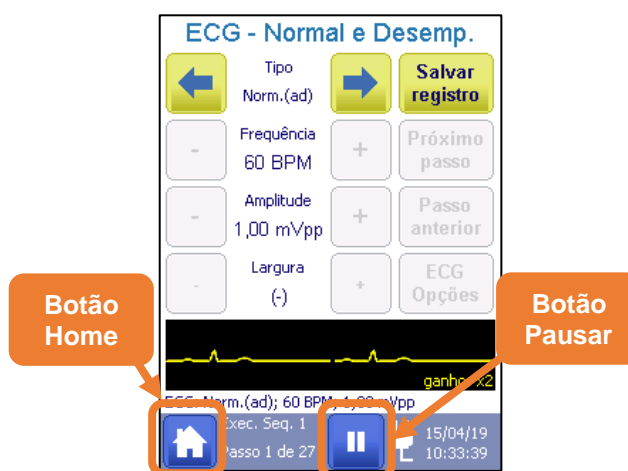 ECG - Normal e Desemp.
Tipo
Norm.(ad)
Salvar
registro
-
Frequência
60 BPM
+
Próximo
passo
-
Amplitude
1,00 mVpp
+
Passo
anterior
-
Largura
(-)
+
ECG
Opções
Botão
Home
Botão
Pausar
ganho x2
ECG: Norm.(ad); 60 BPM; 1,00 mVpp
Exec. Seq. 1
Passo 1 de 27
15/04/19
10:33:39